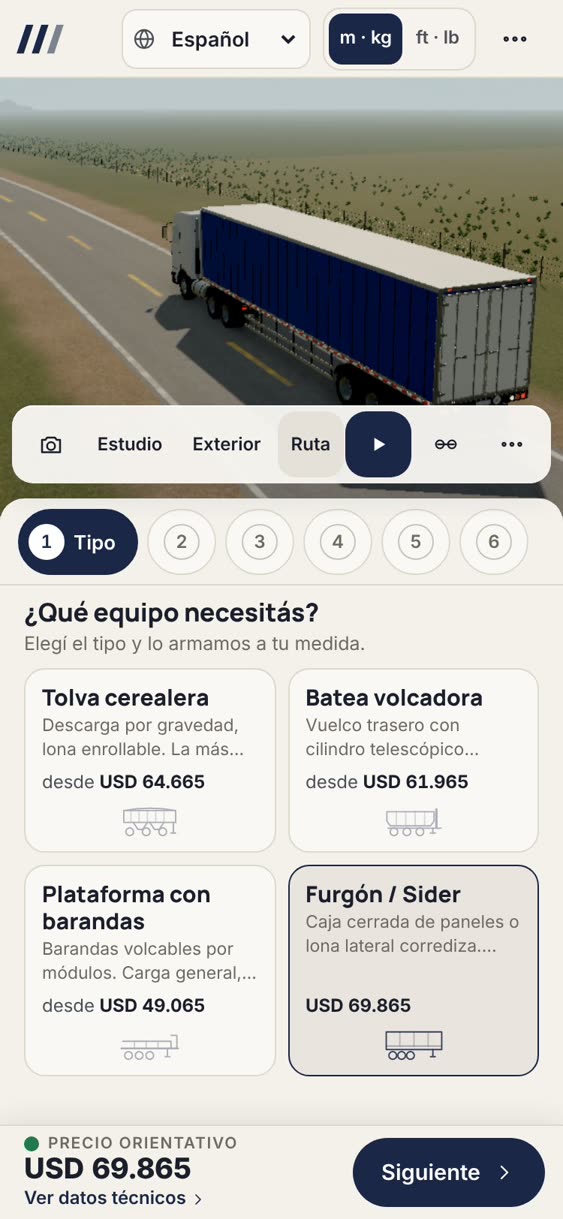 Español
m · kg
ft · lb
Estudio
Exterior
Ruta
1 Tipo
2
3
4
5
6
¿Qué equipo necesitás?
Elegí el tipo y lo armamos a tu medida.
Tolva cerealera
Descarga por gravedad,
lona enrollable. La más...
desde USD 64.665
Batea volcadora
Vuelco trasero con
cilindro telescópico...
desde USD 61.965
Plataforma con
barandas
Barandas volcables por
módulos. Carga general,...
desde USD 49.065
Furgón / Sider
Caja cerrada de paneles o
lona lateral corrediza....
USD 69.865
PRECIO ORIENTATIVO
USD 69.865
Ver datos técnicos
Siguiente